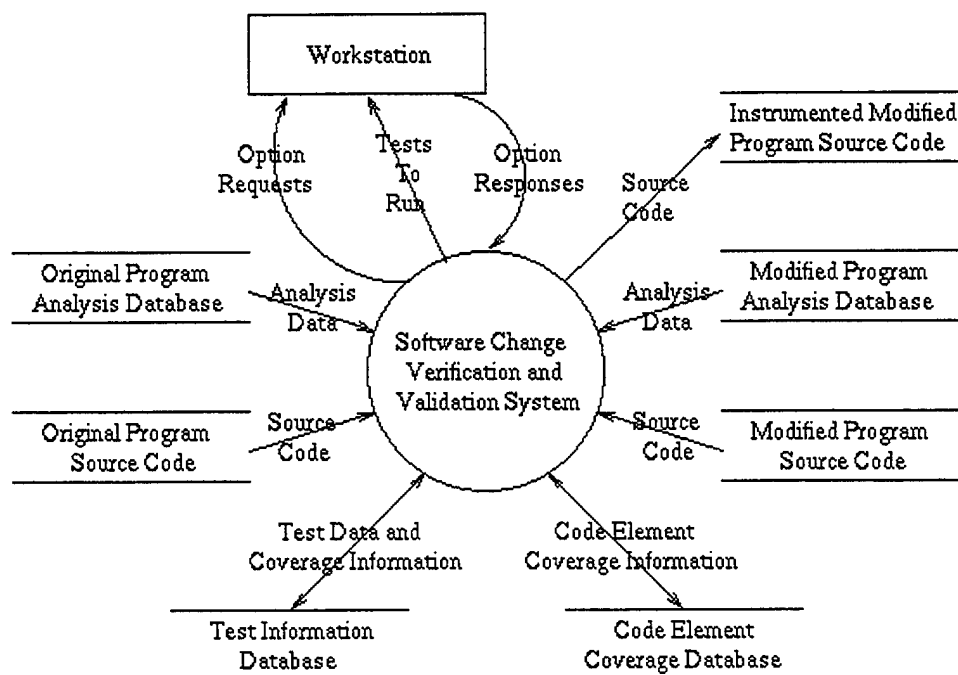 Workstation
Option
Requests
Tests
To
Run
Option
Responses
Source
Code
Instrumented Modified
Program Source Code
Original Program
Analysis Database
Analysis
Data
Software Change
Verification and
Validation System
Analysis
Data
Modified Program
Analysis Database
Original Program
Source Code
Source
Code
Source
Code
Modified Program
Source Code
Test Data and
Coverage Information
Code Element
Coverage Information
Test Information
Database
Code Element
Coverage Database